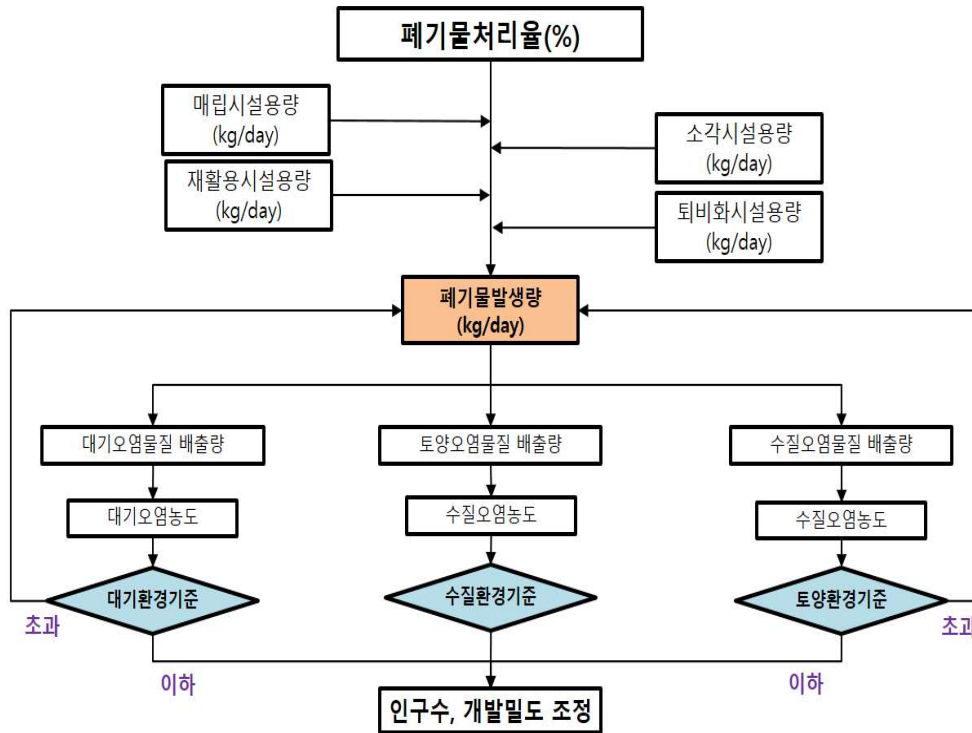 폐기물처리율(%)
매립시설용량
(kg/day)
소각시설용량
(kg/day)
재활용시설용량
(kg/day)
퇴비화시설용량
(kg/day)
폐기물발생량
(kg/day)
대기오염물질 배출량
토양오염물질 배출량
수질오염물질 배출량
대기오염농도
수질오염농도
수질오염농도
대기환경기준
수질환경기준
토양환경기준
초과
초과
이하
이하
인구수, 개발밀도 조정